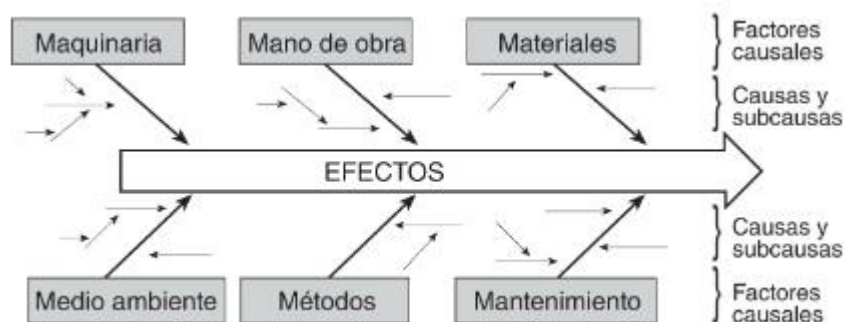 Maquinaria
Mano de obra
Materiales
Factores
causales
Causas y
subcausas
EFECTOS
Causas y
subcausas
Medio ambiente
Métodos
Mantenimiento
Factores
causales